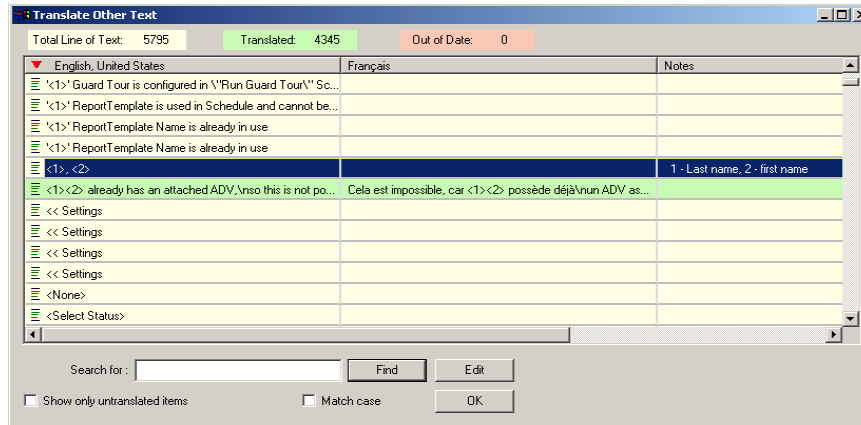 Translate Other Text
Total Line of Text: 5795 Translated: 4345 Out of Date: 0
English, United States Français Notes
'<1>' Guard Tour is configured in \"Run Guard Tour\" Sc...
'<1>' ReportTemplate is used in Schedule and cannot be...
'<1>' ReportTemplate Name is already in use
'<1>' ReportTemplate Name is already in use
<1>, <2> 1 - Last name, 2 - first name
<1><2> already has an attached ADV,\nso this is not po... Cela est impossible, car <1><2> possède déjà\nun ADV as...
<< Settings
<< Settings
<< Settings
<< Settings
<None>
<Select Status>
Search for : Find Edit
Show only untranslated items Match case OK